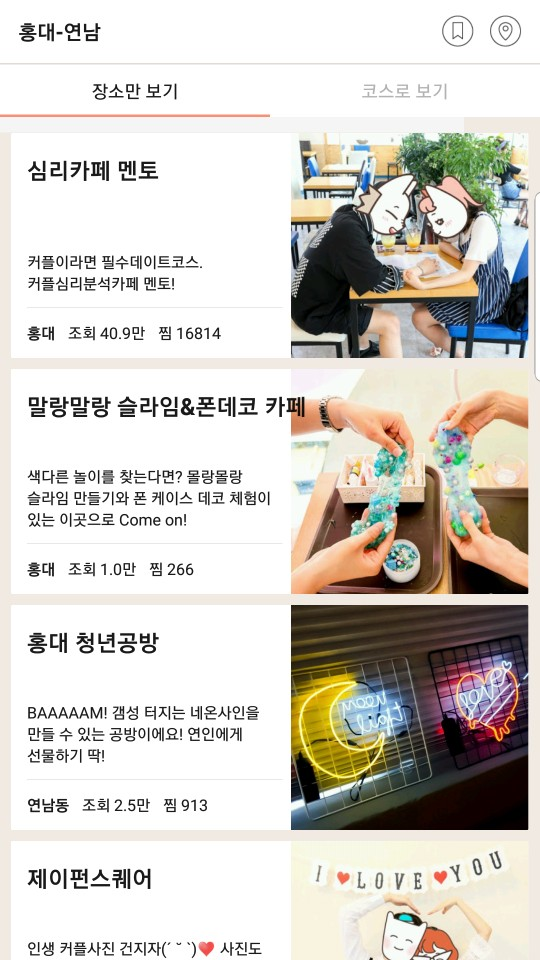 홍대-연남
장소만 보기
코스로 보기
심리카페 멘토
커플이라면 필수데이트코스.
커플심리분석카페 멘토!
홍대 조회 40.9만 찜 16814
말랑말랑 슬라임&폰데코 카페
색다른 놀이를 찾는다면? 몰랑몰랑
슬라임 만들기와 폰 케이스 데코 체험이
있는 이곳으로 Come on!
홍대 조회 1.0만 찜 266
홍대 청년공방
BAAAAAM! 갬성 터지는 네온사인을
만들 수 있는 공방이에요! 연인에게
선물하기 딱!
연남동 조회 2.5만 찜 913
제이펀스퀘어
I ♥ LOVE ♥ YOU
인생 커플사진 건지자(´ ˘ `)❤️ 사진도